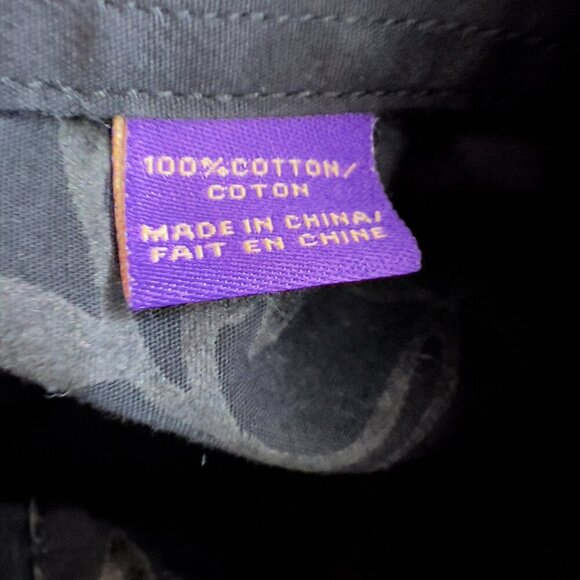 100%COTTON/
COTON
MADE IN CHINA/
FAIT EN CHINE